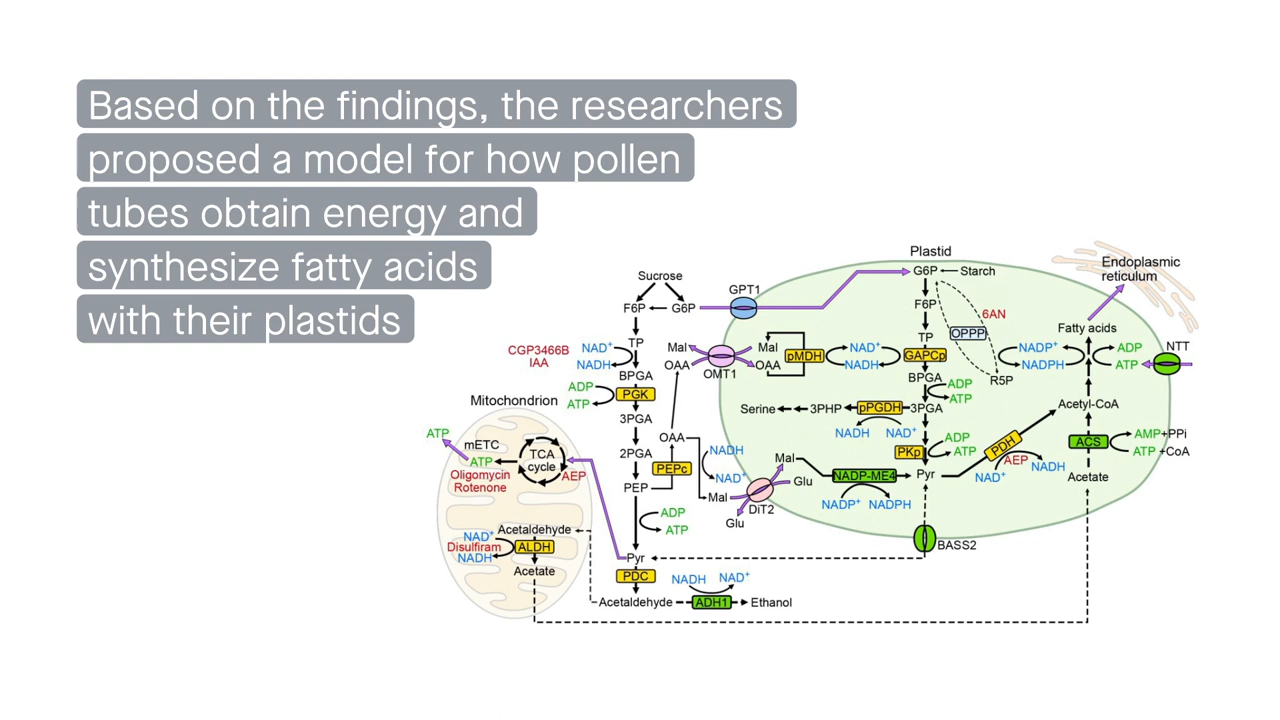 Based on the findings, the researchers
proposed a model for how pollen
tubes obtain energy and
synthesize fatty acids
with their plastids
Plastid
Endoplasmic
reticulum
Sucrose
GPT1
G6P
Starch
F6P
G6P
F6P
6AN
OPPP
Fatty acids
TP
CGP3466B
IAA
NAD+
NADH
Mal
OAA
OMT1
Mal
OAA
pMDH
NAD+
NADH
TP
GAPCp
NADP+
NADPH
ADP
ATP
NTT
BPGA
BPGA
R5P
ADP
ATP
PGK
ADP
ATP
Mitochondrion
3PGA
Serine
3PHP
pPGDH
3PGA
Acetyl-CoA
NADH
NAD+
ATP
mETC
ATP
TCA
cycle
AEP
Oligomycin
Rotenone
2PGA
OAA
PEPc
NADH
NAD+
PKp
ADP
ATP
PDH
AEP
NAD+
NADH
ACS
AMP+PPi
ATP +CoA
PEP
Mal
Mal
Glu
Glu
DiT2
NADP-ME4
NADP+
NADPH
Pyr
Acetate
ADP
ATP
Acetaldehyde
NAD+
Disulfiram
NADH
ALDH
Acetate
BASS2
Pyr
PDC
NADH
NAD+
Acetaldehyde
ADH1
Ethanol